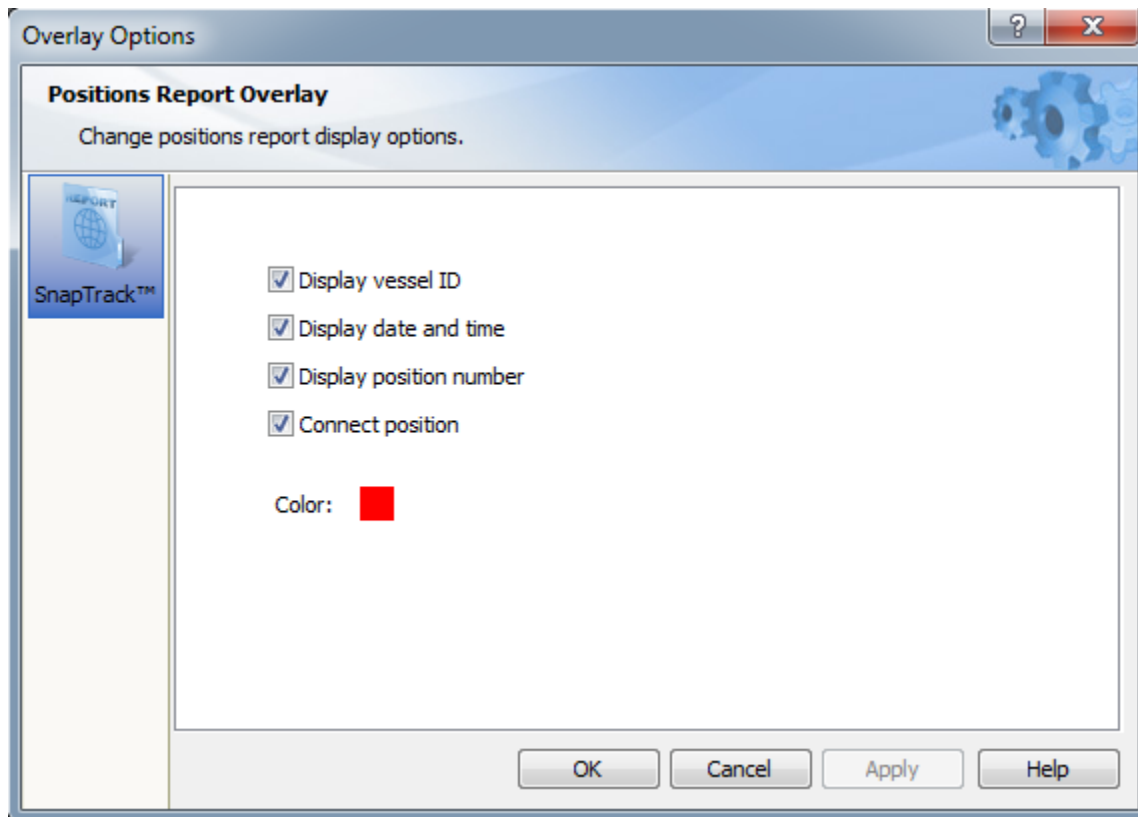 Overlay Options
?
X
Positions Report Overlay
Change positions report display options.
REPORT
SnapTrack™
Display vessel ID
Display date and time
Display position number
Connect position
Color:
OK
Cancel
Apply
Help